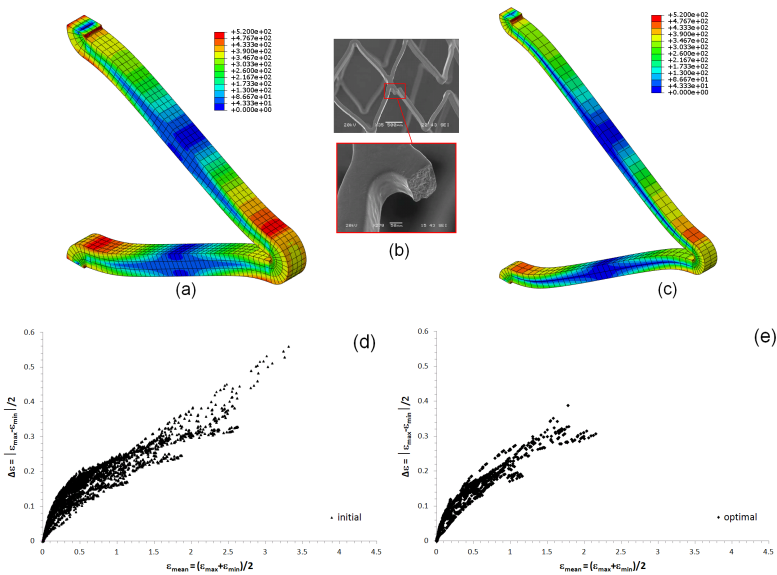 +5.200e+02
+4.767e+02
+4.333e+02
+3.900e+02
+3.467e+02
+3.033e+02
+2.600e+02
+2.167e+02
+1.733e+02
+1.300e+02
+8.667e+01
+4.333e+01
+0.000e+00
(a)
(b)
+5.200e+02
+4.767e+02
+4.333e+02
+3.900e+02
+3.467e+02
+3.033e+02
+2.600e+02
+2.167e+02
+1.733e+02
+1.300e+02
+8.667e+01
+4.333e+01
+0.000e+00
(c)
(d)
0.6
0.5
0.4
0.3
0.2
0.1
0
Δε = |εmax-εmin|/2
0 0.5 1 1.5 2 2.5 3 3.5 4 4.5
εmean = (εmax+εmin)/2
initial
(e)
0.6
0.5
0.4
0.3
0.2
0.1
0
Δε = |εmax-εmin|/2
0 0.5 1 1.5 2 2.5 3 3.5 4 4.5
εmean = (εmax+εmin)/2
optimal